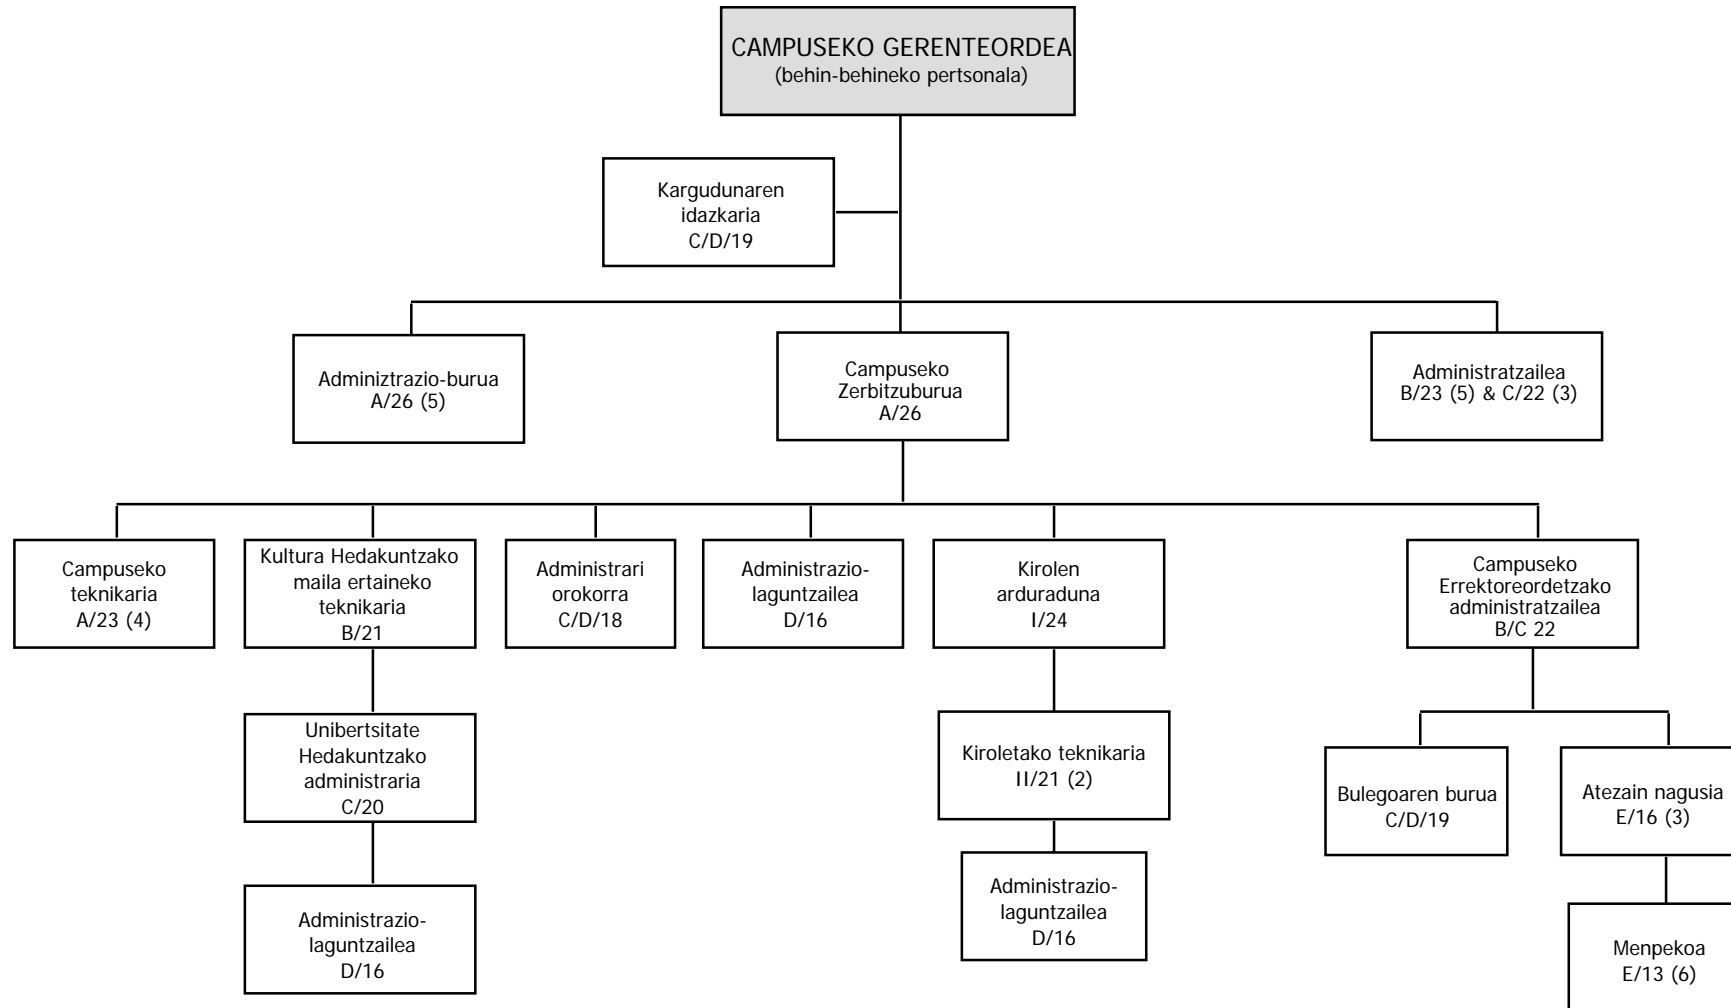 CAMPUSEKO GERENTEORDEA
(behin-behineko pertsonala)
Kargudunaren
idazkaria
C/D/19
Adminiztrazio-burua
A/26 (5)
Campuseko
Zerbitzuburua
A/26
Administratzailea
B/23 (5) & C/22 (3)
Campuseko
teknikaria
A/23 (4)
Kultura Hedakuntzako
maila ertaineko
teknikaria
B/21
Administrari
orokorra
C/D/18
Administrazio-
laguntzailea
D/16
Kirolen
arduraduna
I/24
Campuseko
Errektoreordetzako
administratzailea
B/C 22
Unibertsitate
Hedakuntzako
administraria
C/20
Kiroletako teknikaria
II/21 (2)
Bulegoaren burua
C/D/19
Atezain nagusia
E/16 (3)
Administrazio-
laguntzailea
D/16
Administrazio-
laguntzailea
D/16
Menpekoa
E/13 (6)